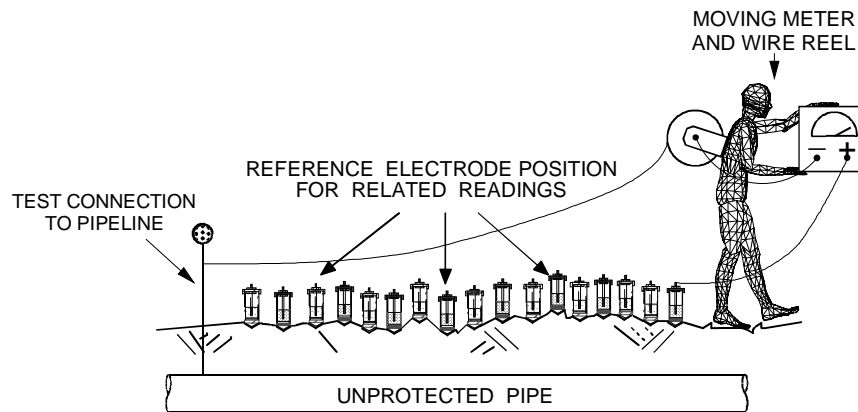 MOVING METER
AND WIRE REEL
REFERENCE ELECTRODE POSITION
FOR RELATED READINGS
TEST CONNECTION
TO PIPELINE
− +
UNPROTECTED PIPE